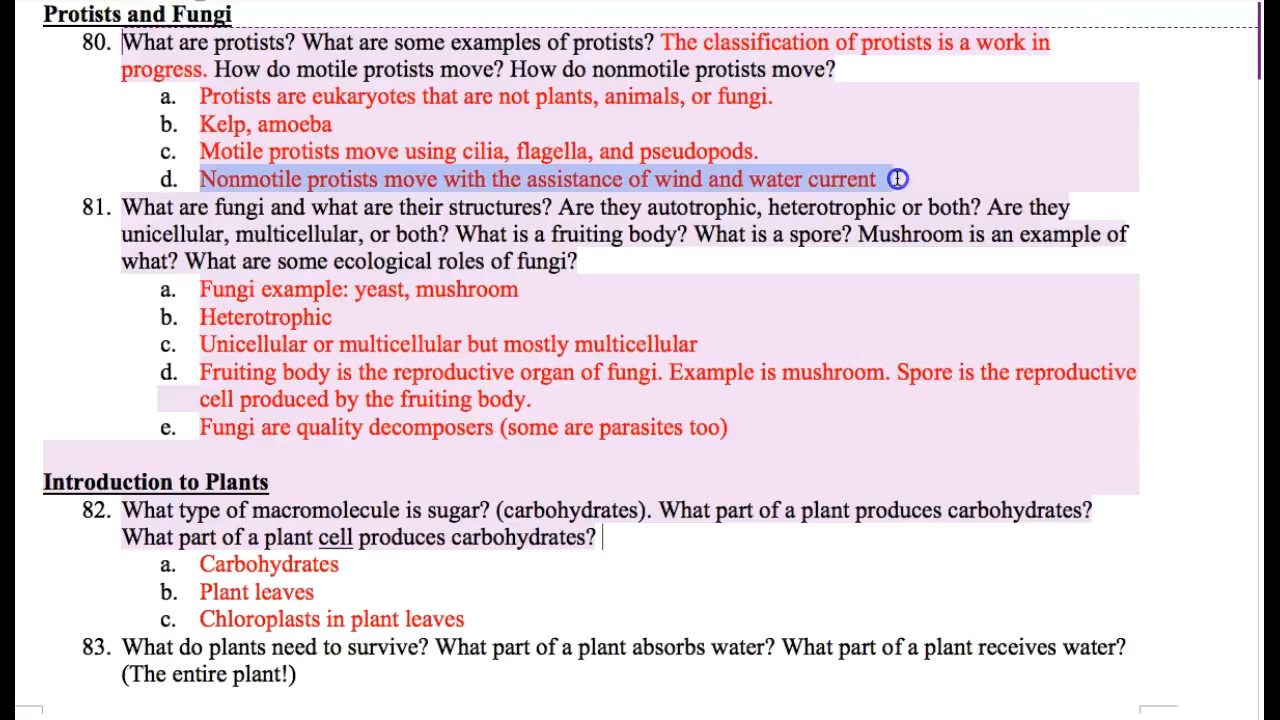 Protists and Fungi
80. What are protists? What are some examples of protists? The classification of protists is a work in
progress. How do motile protists move? How do nonmotile protists move?
a. Protists are eukaryotes that are not plants, animals, or fungi.
b. Kelp, amoeba
c. Motile protists move using cilia, flagella, and pseudopods.
d. Nonmotile protists move with the assistance of wind and water current
81. What are fungi and what are their structures? Are they autotrophic, heterotrophic or both? Are they
unicellular, multicellular, or both? What is a fruiting body? What is a spore? Mushroom is an example of
what? What are some ecological roles of fungi?
a. Fungi example: yeast, mushroom
b. Heterotrophic
c. Unicellular or multicellular but mostly multicellular
d. Fruiting body is the reproductive organ of fungi. Example is mushroom. Spore is the reproductive
cell produced by the fruiting body.
e. Fungi are quality decomposers (some are parasites too)
Introduction to Plants
82. What type of macromolecule is sugar? (carbohydrates). What part of a plant produces carbohydrates?
What part of a plant cell produces carbohydrates?
a. Carbohydrates
b. Plant leaves
c. Chloroplasts in plant leaves
83. What do plants need to survive? What part of a plant absorbs water? What part of a plant receives water?
(The entire plant!)